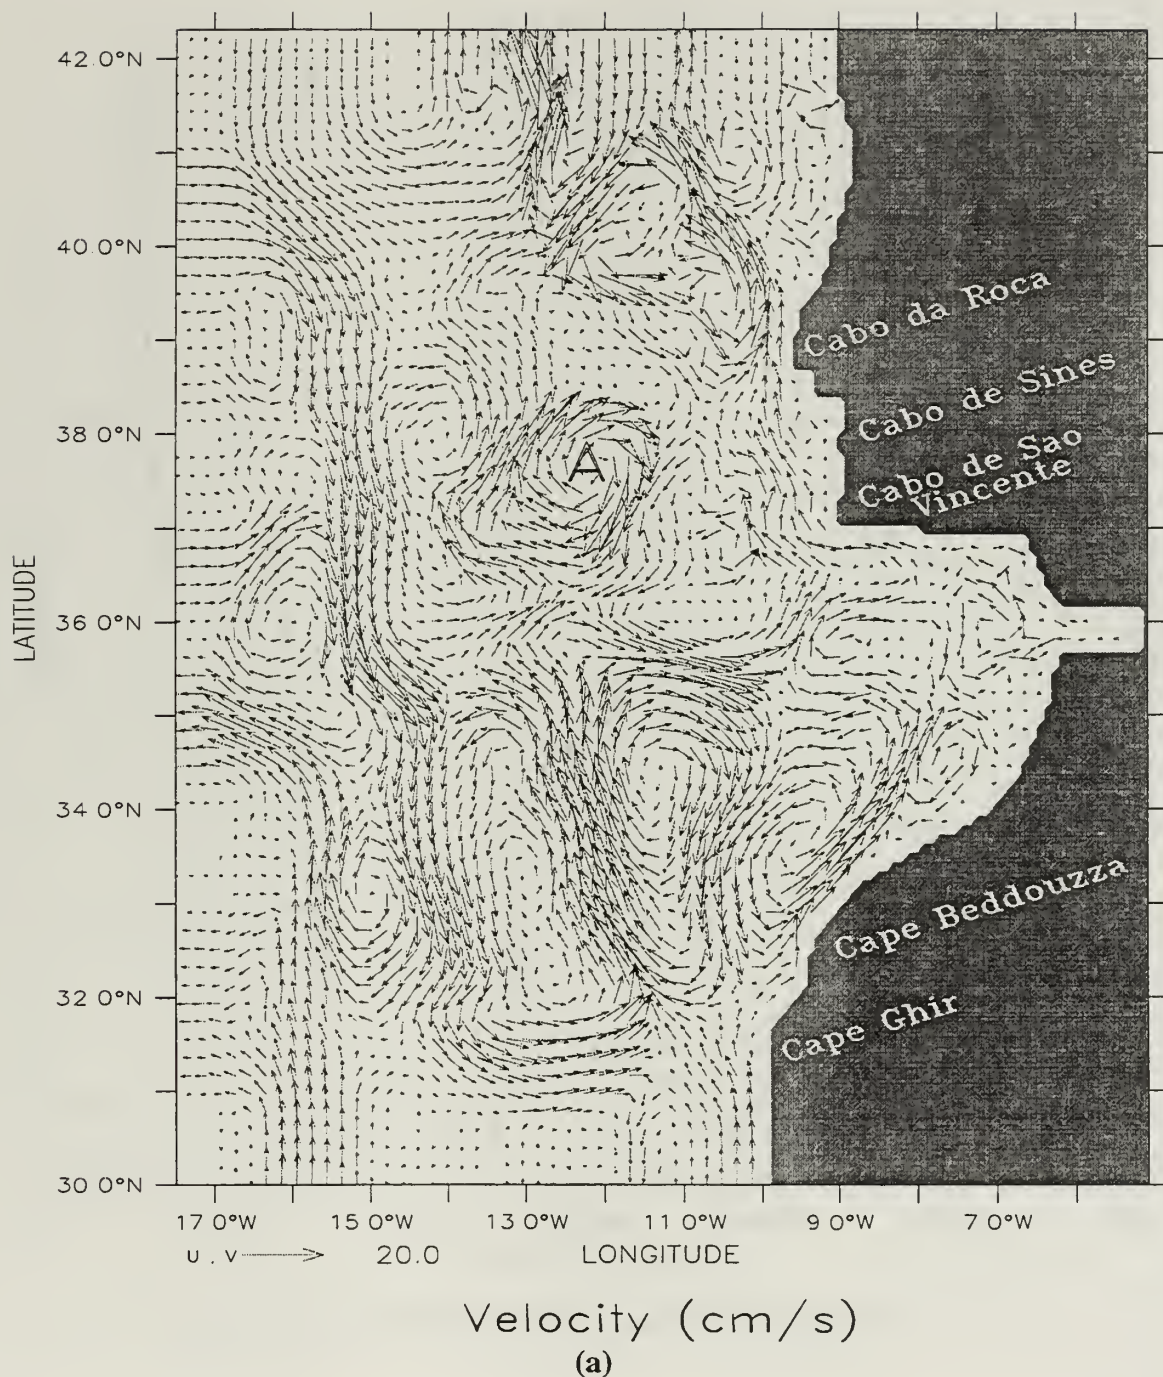 42.0°N
40.0°N
38.0°N
36.0°N
34.0°N
32.0°N
30.0°N
LATITUDE
Cabo da Roca
Cabo de Sines
Cabo de Sao
Vincente
A
Cape Beddouzza
Cape Ghir
17.0°W 15.0°W 13.0°W 11.0°W 9.0°W 7.0°W
u , v 20.0 LONGITUDE
Velocity (cm/s)
(a)